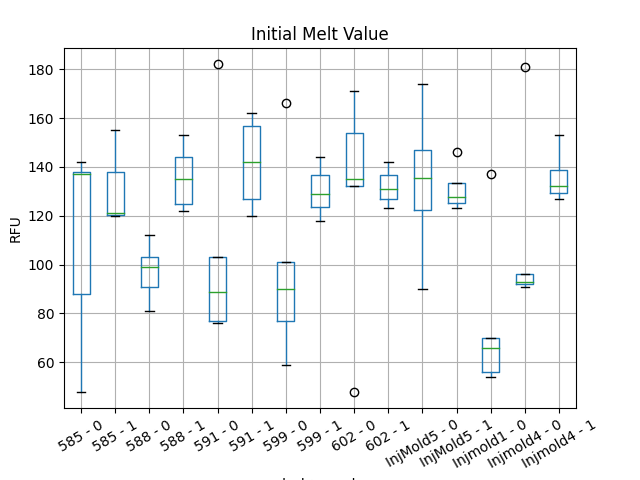 Initial Melt Value
RFU
180
160
140
120
100
80
60
585 - 0
585 - 1
588 - 0
588 - 1
591 - 0
591 - 1
599 - 0
599 - 1
602 - 0
602 - 1
InjMold5 - 0
InjMold5 - 1
Injmold1 - 0
Injmold4 - 0
Injmold4 - 1